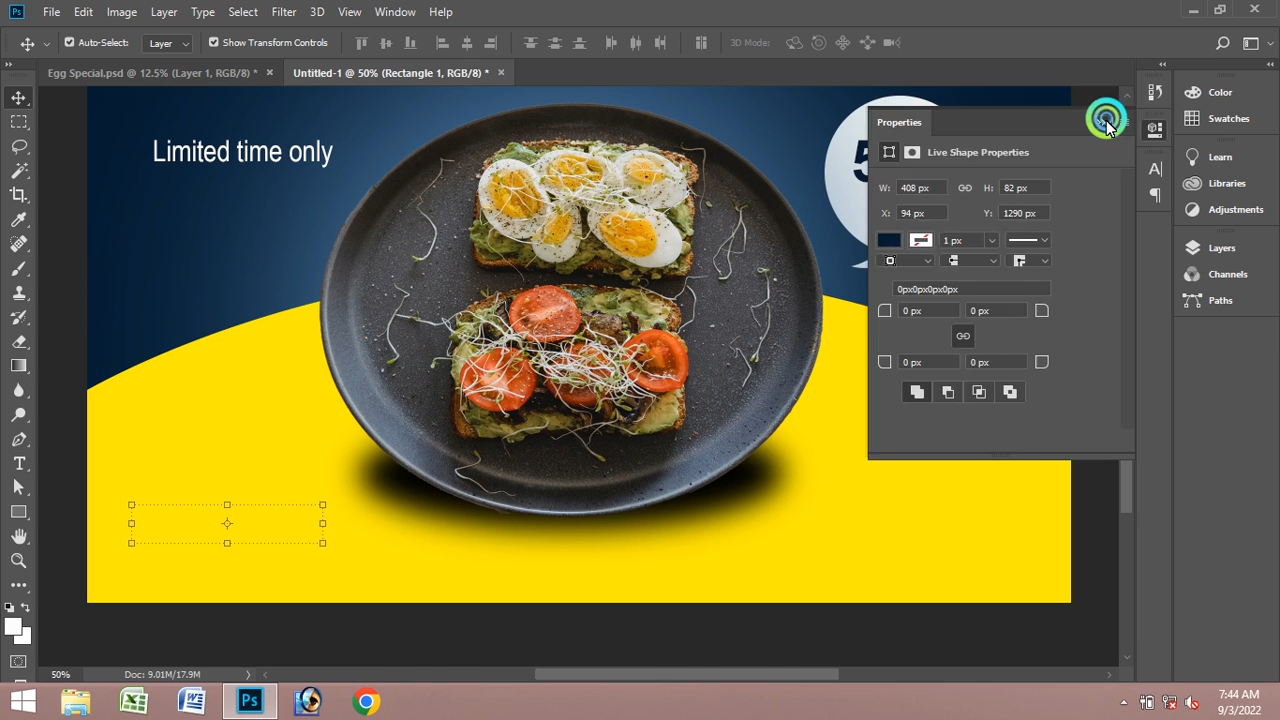 Ps File Edit Image Layer Type Select Filter 3D View Window Help
Auto-Select: Layer Show Transform Controls 3D Mode:
Egg Special.psd @ 12.5% (Layer 1, RGB/8) * × Untitled-1 @ 50% (Rectangle 1, RGB/8) * ×
Limited time only
5
Properties
Live Shape Properties
W: 408 px H: 82 px
X: 94 px Y: 1290 px
1 px
0px0px0px0px
0 px 0 px
0 px 0 px
Color
Swatches
Learn
Libraries
Adjustments
Layers
Channels
Paths
50% Doc: 9.01M/17.9M
Ps
7:44 AM
9/3/2022